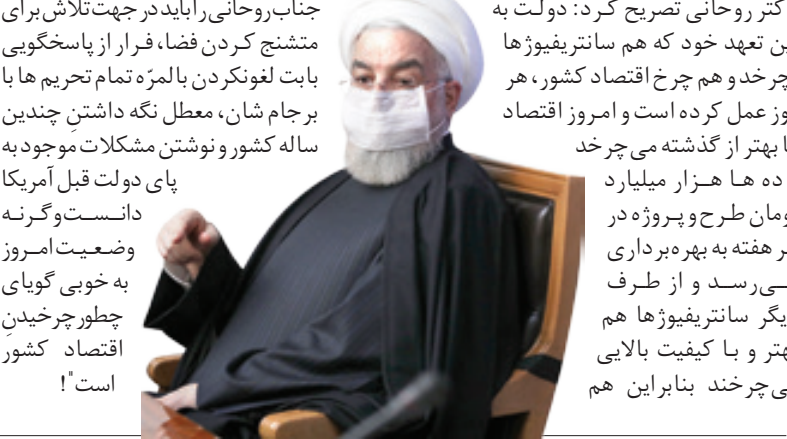 کتر روحانی تصریح کرد: دولت به
ین تعهد خود که هم سانتریفیوژها
چرخد و هم چرخ اقتصاد کشور، هر
وز عمل کرده است و امروز اقتصاد
ا بهتر از گذشته می‌چرخد
ده ها هزار میلیارد
ومان طرح و پروژه در
ر هفته به بهره‌برداری
ـی‌رسد و از طرف
یگر سانتریفیوژها هم
هتر و با کیفیت بالایی
ی‌چرخند بنابراین هم
جناب روحانی را باید در جهت تلاش برای
متشنج کردن فضا، فرار از پاسخگویی
بابت لغونکردن بالمرّه تمام تحریم ها با
برجام شان، معطل نگه داشتنِ چندین
ساله کشور و نوشتن مشکلات موجود به
پای دولت قبل آمریکا
دانست وگرنه
وضعیت امروز
به خوبی گویای
چطور چرخیدنِ
اقتصاد کشور
است"!